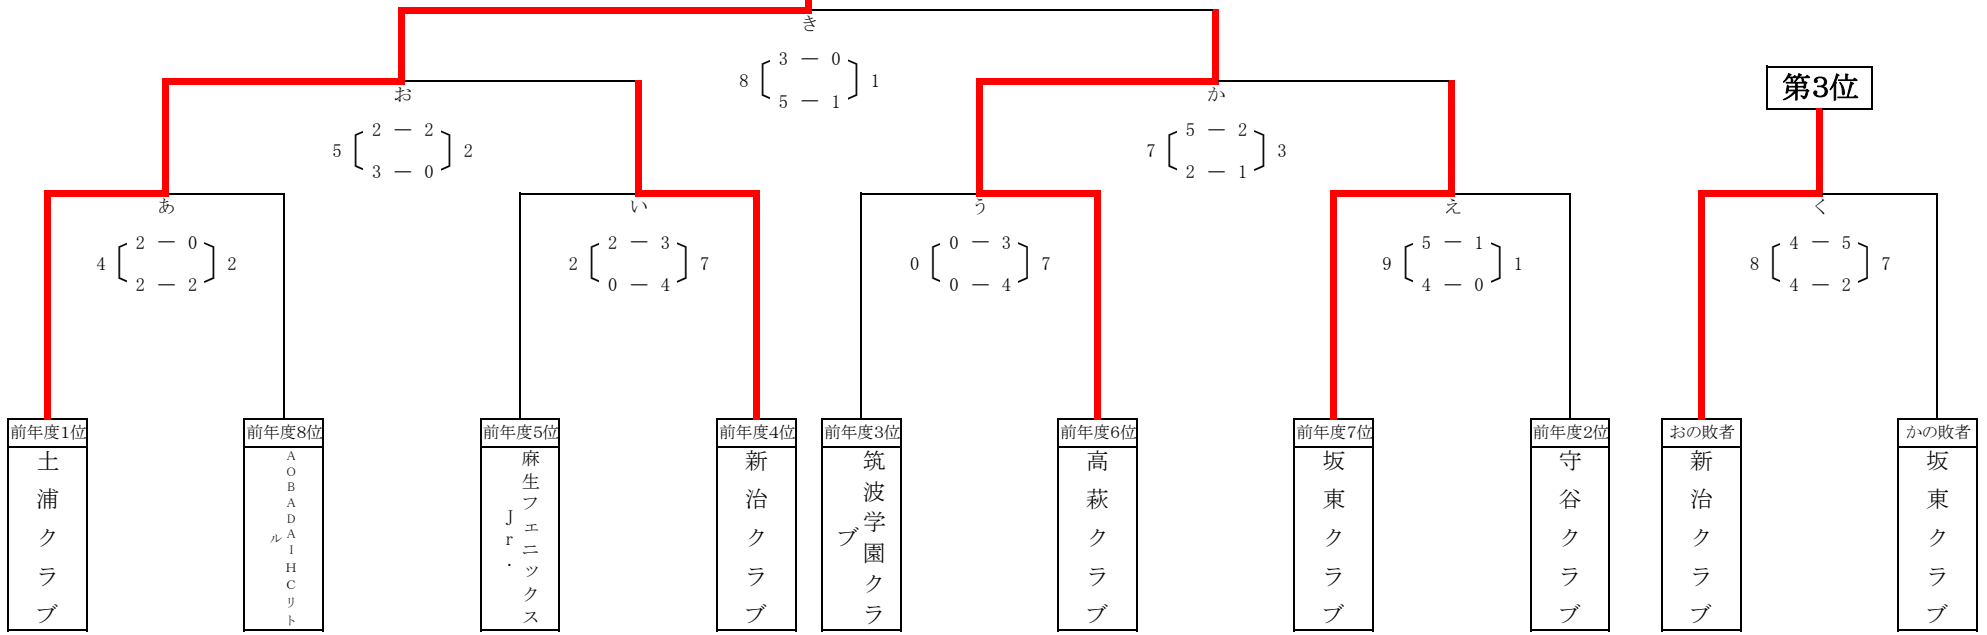 き
3 － 0
8 1
5 － 1
第3位
お
2 － 2
5 2
3 － 0
か
5 － 2
7 3
2 － 1
あ
2 － 0
4 2
2 － 2
い
2 － 3
2 7
0 － 4
う
0 － 3
0 7
0 － 4
え
5 － 1
9 1
4 － 0
く
4 － 5
8 7
4 － 2
前年度1位
土浦クラブ
前年度8位
AOBADAIHCリト
ル
前年度5位
麻生フェニックス
Jr.
前年度4位
新治クラブ
前年度3位
筑波学園クラ
ブ
前年度6位
高萩クラブ
前年度7位
坂東クラブ
前年度2位
守谷クラブ
おの敗者
新治クラブ
かの敗者
坂東クラブ